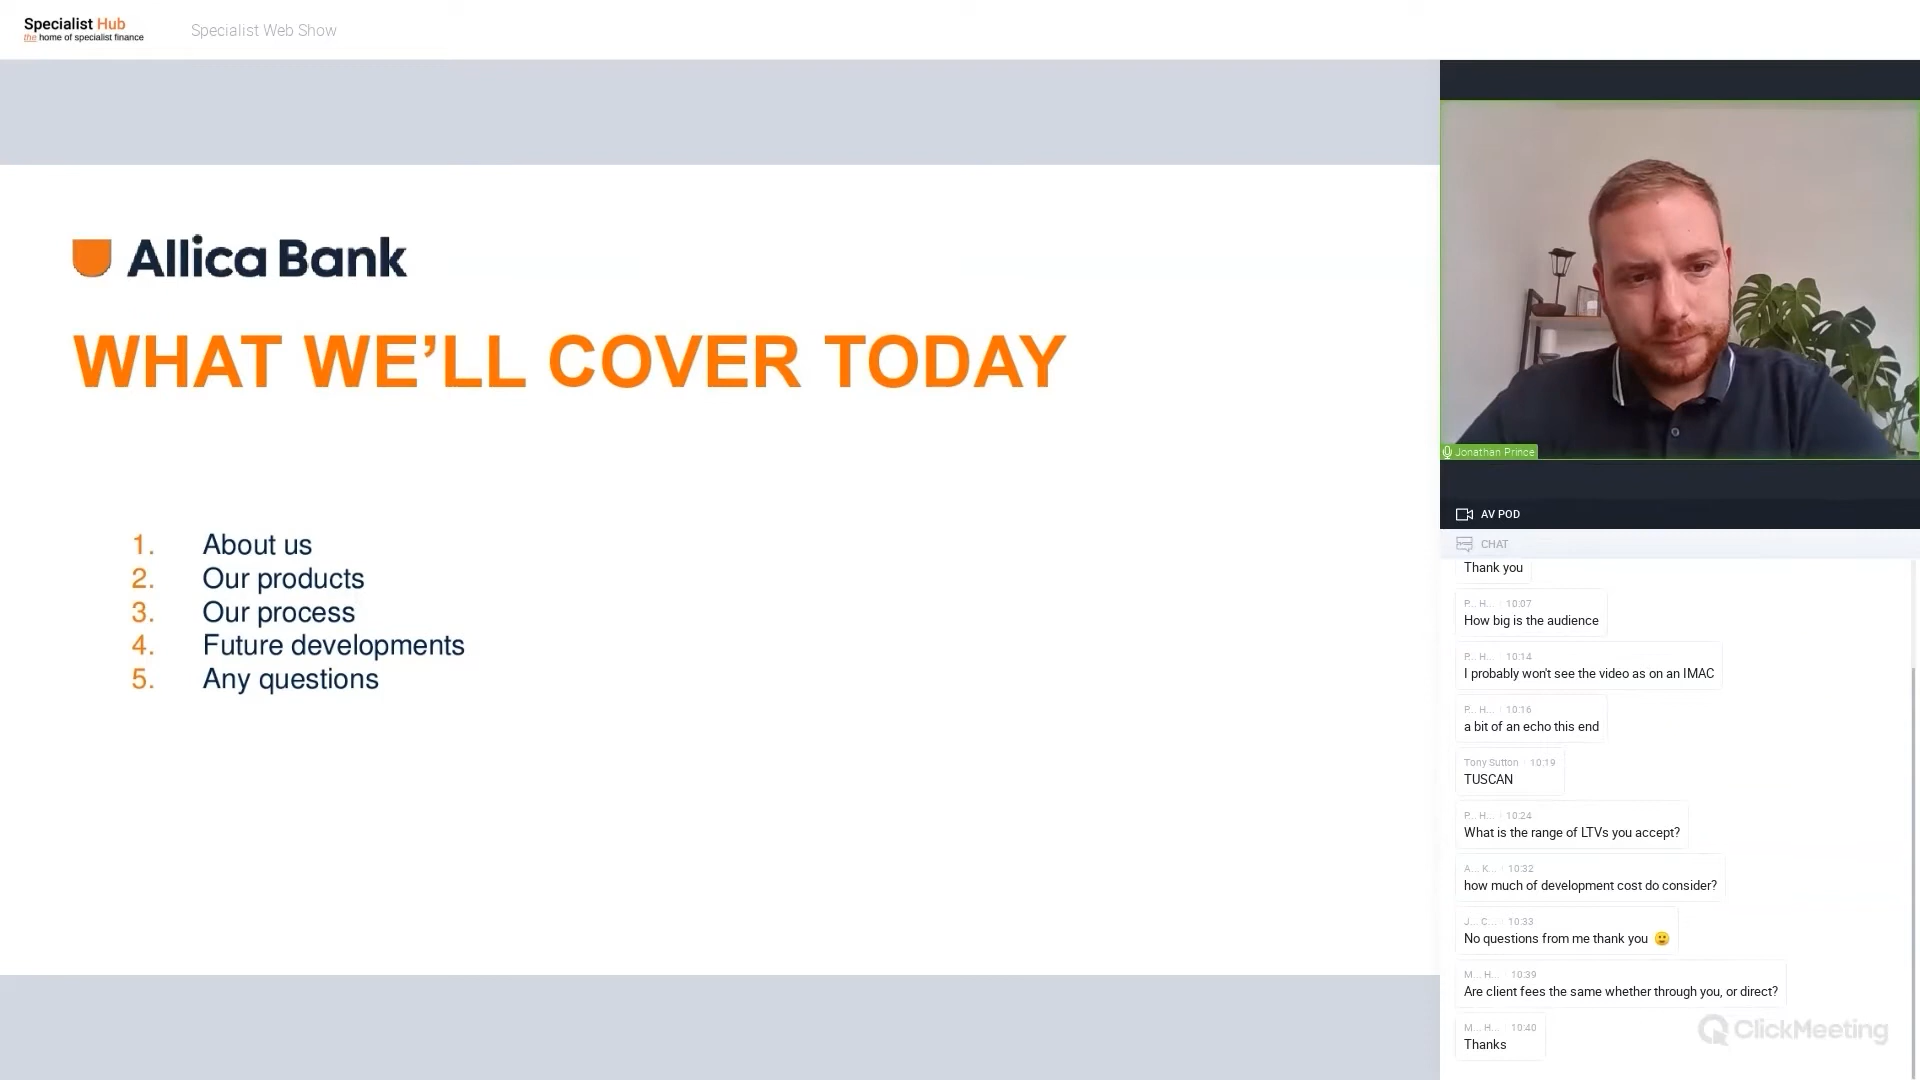 Specialist Hub
the home of specialist finance
Specialist Web Show
Allica Bank
WHAT WE’LL COVER TODAY
1. About us
2. Our products
3. Our process
4. Future developments
5. Any questions
Jonathan Prince
AV POD
CHAT
Thank you
P... H... 10:07
How big is the audience
P... H... 10:14
I probably won't see the video as on an IMAC
P... H... 10:16
a bit of an echo this end
Tony Sutton 10:19
TUSCAN
P... H... 10:24
What is the range of LTVs you accept?
A... K... 10:32
how much of development cost do consider?
J... C... 10:33
No questions from me thank you 🙂
M... H... 10:39
Are client fees the same whether through you, or direct?
M... H... 10:40
Thanks
ClickMeeting